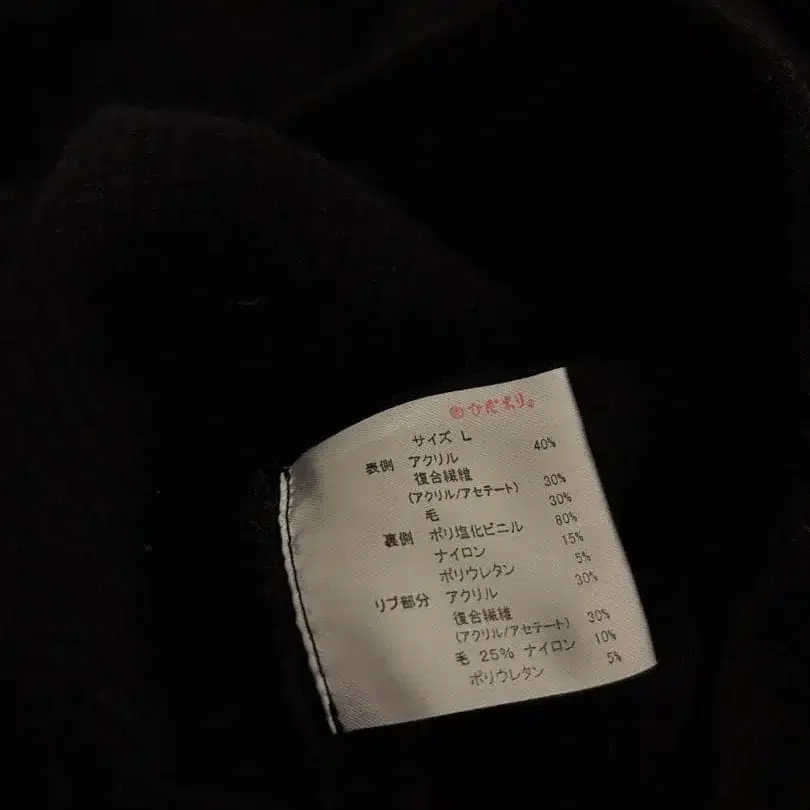 ひだまり。
サイズ L
表側 アクリル 40%
復合繊維
(アクリル/アセテート) 30%
毛 30%
裏側 ポリ塩化ビニル 80%
ナイロン 15%
ポリウレタン 5%
リブ部分 アクリル 30%
復合繊維
(アクリル/アセテート) 30%
毛 25% ナイロン 10%
ポリウレタン 5%